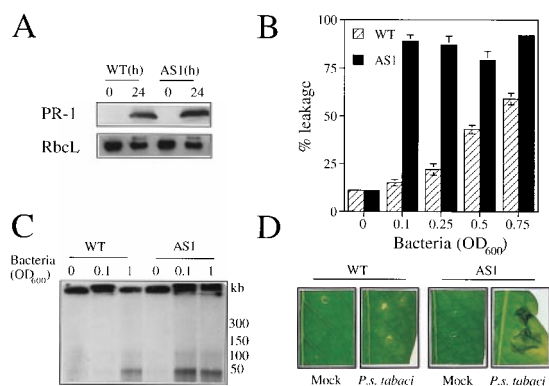 A
WT(h) AS1(h)
0 24 0 24
PR-1
RbcL
B
WT
AS1
% leakage
100
75
50
25
0
0 0.1 0.25 0.5 0.75
Bacteria (OD600)
C
Bacteria WT AS1
(OD600) 0 0.1 1 0 0.1 1
kb
300
150
100
50
D
WT AS1
Mock P.s. tabaci Mock P.s. tabaci